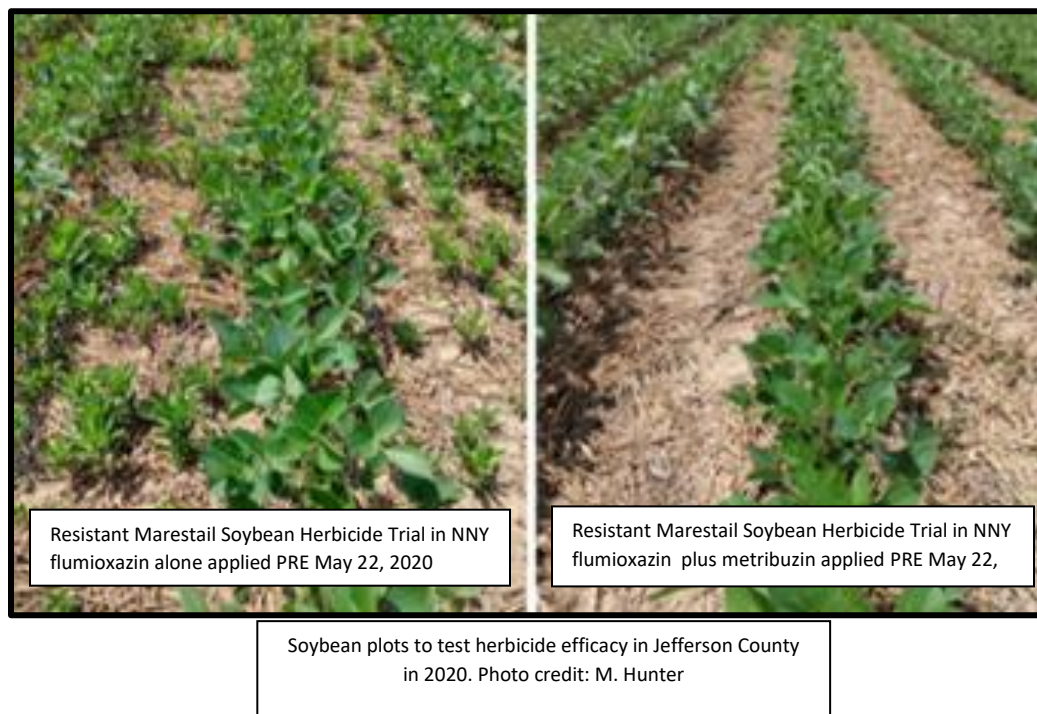 Resistant Marestail Soybean Herbicide Trial in NNY
flumioxazin alone applied PRE May 22, 2020
Resistant Marestail Soybean Herbicide Trial in NNY
flumioxazin plus metribuzin applied PRE May 22,
Soybean plots to test herbicide efficacy in Jefferson County
in 2020. Photo credit: M. Hunter